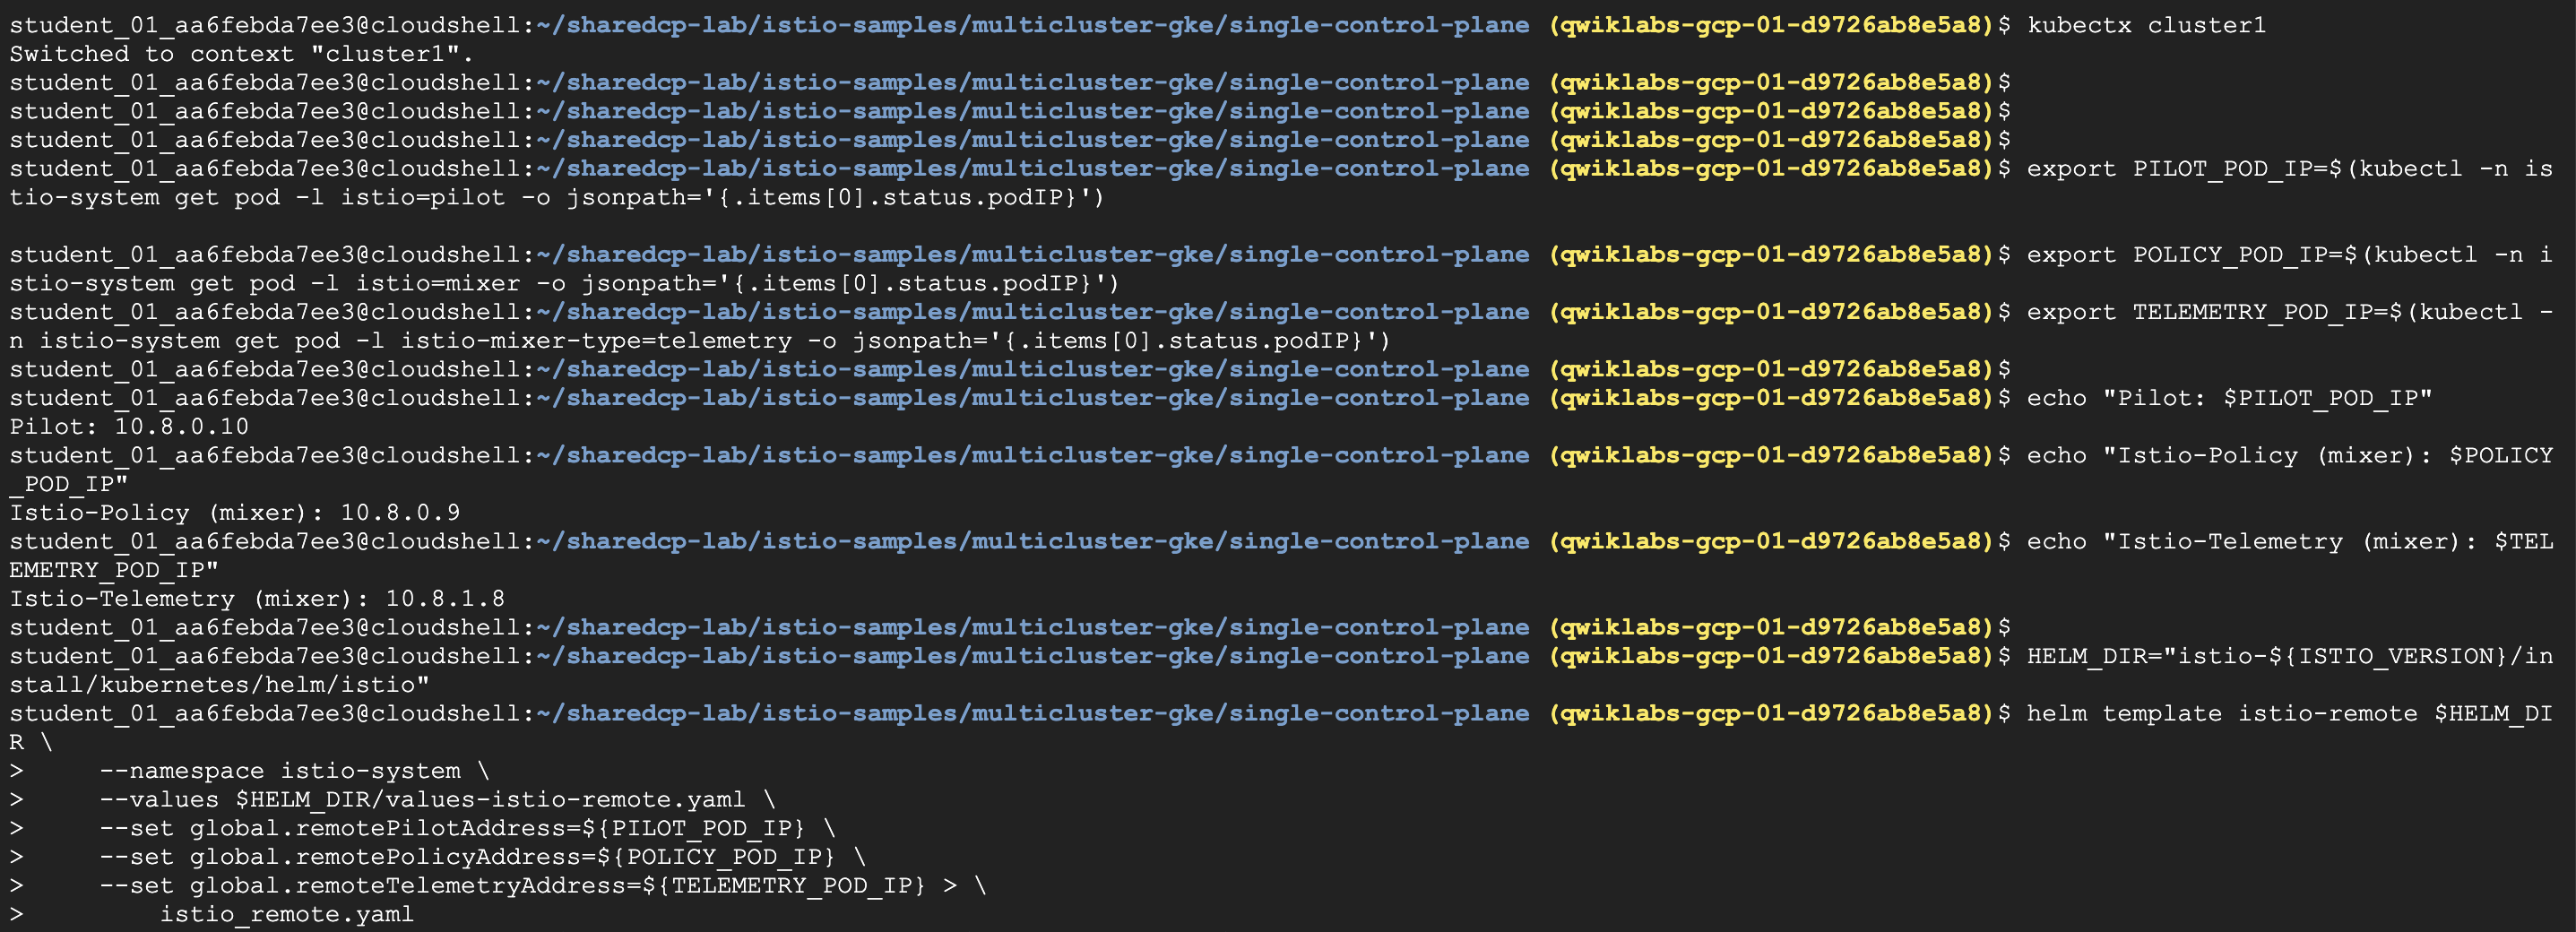 student_01_aa6febda7ee3@cloudshell:~/sharedcp-lab/istio-samples/multicluster-gke/single-control-plane (qwiklabs-gcp-01-d9726ab8e5a8)$ kubectx cluster1
Switched to context "cluster1".
student_01_aa6febda7ee3@cloudshell:~/sharedcp-lab/istio-samples/multicluster-gke/single-control-plane (qwiklabs-gcp-01-d9726ab8e5a8)$
student_01_aa6febda7ee3@cloudshell:~/sharedcp-lab/istio-samples/multicluster-gke/single-control-plane (qwiklabs-gcp-01-d9726ab8e5a8)$
student_01_aa6febda7ee3@cloudshell:~/sharedcp-lab/istio-samples/multicluster-gke/single-control-plane (qwiklabs-gcp-01-d9726ab8e5a8)$
student_01_aa6febda7ee3@cloudshell:~/sharedcp-lab/istio-samples/multicluster-gke/single-control-plane (qwiklabs-gcp-01-d9726ab8e5a8)$ export PILOT_POD_IP=$(kubectl -n is
tio-system get pod -l istio=pilot -o jsonpath='{.items[0].status.podIP}')
student_01_aa6febda7ee3@cloudshell:~/sharedcp-lab/istio-samples/multicluster-gke/single-control-plane (qwiklabs-gcp-01-d9726ab8e5a8)$ export POLICY_POD_IP=$(kubectl -n i
stio-system get pod -l istio=mixer -o jsonpath='{.items[0].status.podIP}')
student_01_aa6febda7ee3@cloudshell:~/sharedcp-lab/istio-samples/multicluster-gke/single-control-plane (qwiklabs-gcp-01-d9726ab8e5a8)$ export TELEMETRY_POD_IP=$(kubectl -
n istio-system get pod -l istio-mixer-type=telemetry -o jsonpath='{.items[0].status.podIP}')
student_01_aa6febda7ee3@cloudshell:~/sharedcp-lab/istio-samples/multicluster-gke/single-control-plane (qwiklabs-gcp-01-d9726ab8e5a8)$
student_01_aa6febda7ee3@cloudshell:~/sharedcp-lab/istio-samples/multicluster-gke/single-control-plane (qwiklabs-gcp-01-d9726ab8e5a8)$ echo "Pilot: $PILOT_POD_IP"
Pilot: 10.8.0.10
student_01_aa6febda7ee3@cloudshell:~/sharedcp-lab/istio-samples/multicluster-gke/single-control-plane (qwiklabs-gcp-01-d9726ab8e5a8)$ echo "Istio-Policy (mixer): $POLICY
_POD_IP"
Istio-Policy (mixer): 10.8.0.9
student_01_aa6febda7ee3@cloudshell:~/sharedcp-lab/istio-samples/multicluster-gke/single-control-plane (qwiklabs-gcp-01-d9726ab8e5a8)$ echo "Istio-Telemetry (mixer): $TEL
EMETRY_POD_IP"
Istio-Telemetry (mixer): 10.8.1.8
student_01_aa6febda7ee3@cloudshell:~/sharedcp-lab/istio-samples/multicluster-gke/single-control-plane (qwiklabs-gcp-01-d9726ab8e5a8)$
student_01_aa6febda7ee3@cloudshell:~/sharedcp-lab/istio-samples/multicluster-gke/single-control-plane (qwiklabs-gcp-01-d9726ab8e5a8)$ HELM_DIR="istio-${ISTIO_VERSION}/in
stall/kubernetes/helm/istio"
student_01_aa6febda7ee3@cloudshell:~/sharedcp-lab/istio-samples/multicluster-gke/single-control-plane (qwiklabs-gcp-01-d9726ab8e5a8)$ helm template istio-remote $HELM_DI
R \
>     --namespace istio-system \
>     --values $HELM_DIR/values-istio-remote.yaml \
>     --set global.remotePilotAddress=${PILOT_POD_IP} \
>     --set global.remotePolicyAddress=${POLICY_POD_IP} \
>     --set global.remoteTelemetryAddress=${TELEMETRY_POD_IP} > \
>         istio_remote.yaml